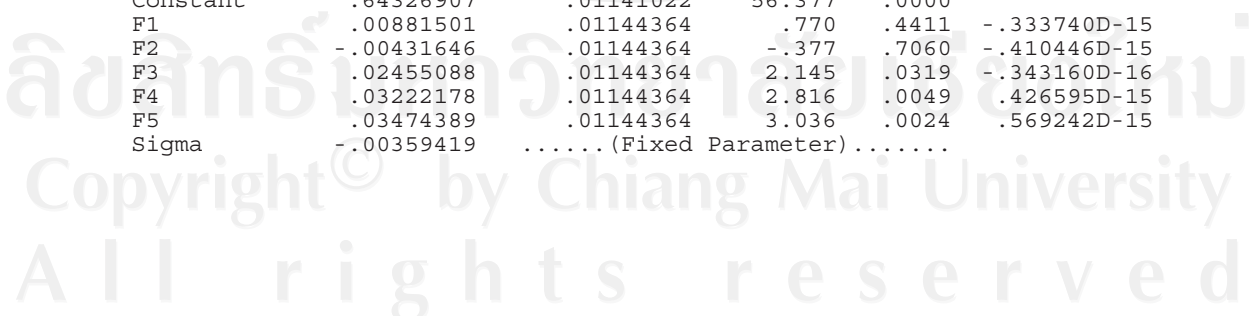 Constant .64326907 .01141022 56.377 .0000
F1 .00881501 .01144364 .770 .4411 -.333740D-15
F2 -.00431646 .01144364 -.377 .7060 -.410446D-15
F3 .02455088 .01144364 2.145 .0319 -.343160D-16
F4 .03222178 .01144364 2.816 .0049 .426595D-15
F5 .03474389 .01144364 3.036 .0024 .569242D-15
Sigma -.00359419 ......(Fixed Parameter).......
ลิขสิทธิ์มหาวิทยาลัยเชียงใหม่
Copyright© by Chiang Mai University
All rights reserved